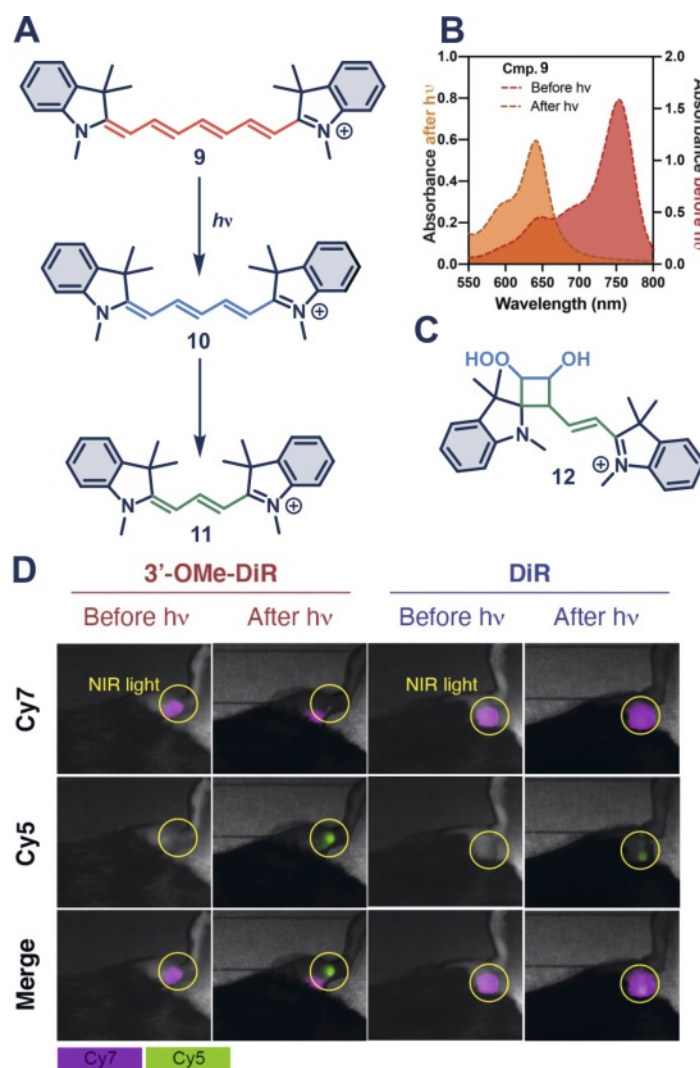 A
N
N
⊕
9
hν
N
N
⊕
10
N
N
⊕
11
B
Cmp. 9
Before hν
After hν
1.0
0.8
0.6
0.4
0.2
0.0
2.0
1.5
1.0
0.5
0.0
550 600 650 700 750 800
Wavelength (nm)
Absorbance after hυ
Absorbance before hυ
C
HOO
OH
N
N
⊕
12
D
3'-OMe-DiR
DiR
Before hν
After hν
Before hν
After hν
Cy7
NIR light
NIR light
Cy5
Merge
Cy7
Cy5